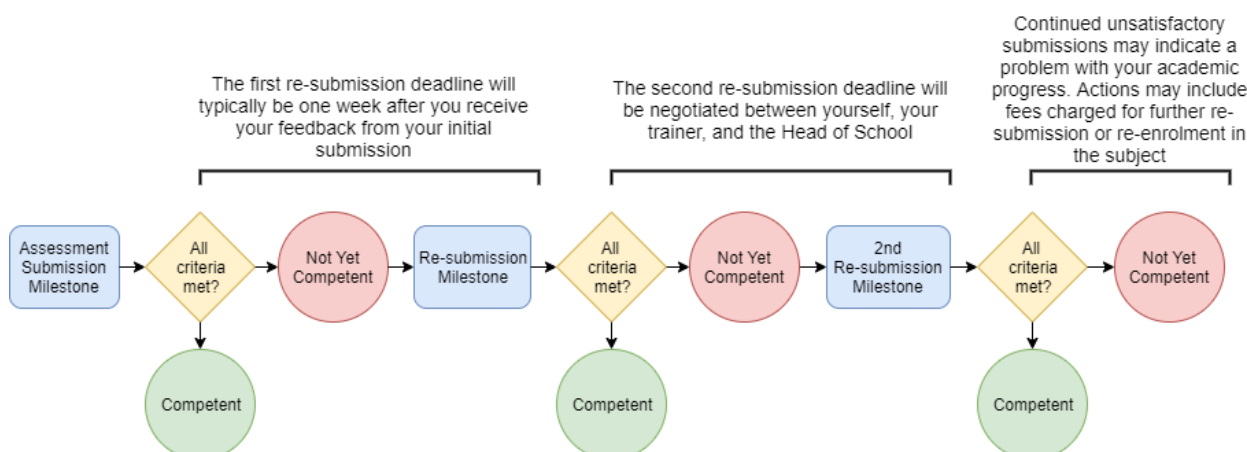 The first re-submission deadline will
typically be one week after you receive
your feedback from your initial
submission
The second re-submission deadline will
be negotiated between yourself, your
trainer, and the Head of School
Continued unsatisfactory
submissions may indicate a
problem with your academic
progress. Actions may include
fees charged for further re-
submission or re-enrolment in
the subject
Assessment
Submission
Milestone
All
criteria
met?
Not Yet
Competent
Re-submission
Milestone
All
criteria
met?
Not Yet
Competent
2nd
Re-submission
Milestone
All
criteria
met?
Not Yet
Competent
Competent
Competent
Competent